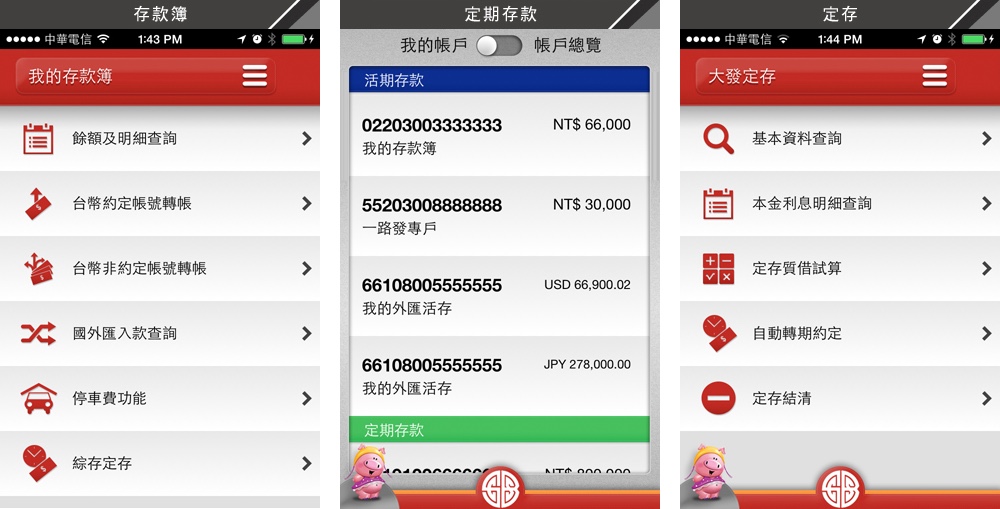 存款簿
中華電信 1:43 PM
我的存款簿
餘額及明細查詢
台幣約定帳號轉帳
台幣非約定帳號轉帳
國外匯入款查詢
停車費功能
綜存定存
定期存款
我的帳戶 帳戶總覽
活期存款
02203003333333 NT$ 66,000
我的存款簿
55203008888888 NT$ 30,000
一路發專戶
66108005555555 USD 66,900.02
我的外匯活存
66108005555555 JPY 278,000.00
我的外匯活存
定期存款
定存
中華電信 1:44 PM
大發定存
基本資料查詢
本金利息明細查詢
定存質借試算
自動轉期約定
定存結清